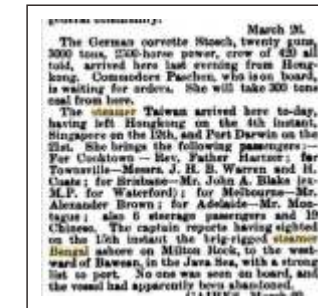 general community.
March 26.
The German corvette Stosch, twenty guns,
3000 tons, 2500-horse power, crew of 420 all
told, arrived here last evening from Hong-
kong. Commodore Paschen, who is on board,
is waiting for orders. She will take 300 tons
coal from here.
The steamer Taiwan arrived here to-day,
having left Hongkong on the 4th instant,
Singapore on the 12th, and Port Darwin on the
21st. She brings the following passengers:—
For Cooktown — Rev. Father Hartzer; for
Townsville—Messrs. J. H. B. Warren and H.
Coats; for Brisbane—Mr. John A. Blake (ex-
M.P. for Waterford); for Melbourne—Mr.
Alexander Brown; for Adelaide—Mr. Mon-
tague; also 6 steerage passengers and 19
Chinese. The captain reports having sighted
on the 15th instant the brig-rigged steamer
Bengal ashore on Milton Rock, to the west-
ward of Bawean, in the Java Sea, with a strong
list to port. No one was seen on board, and
the vessel had apparently been abandoned.